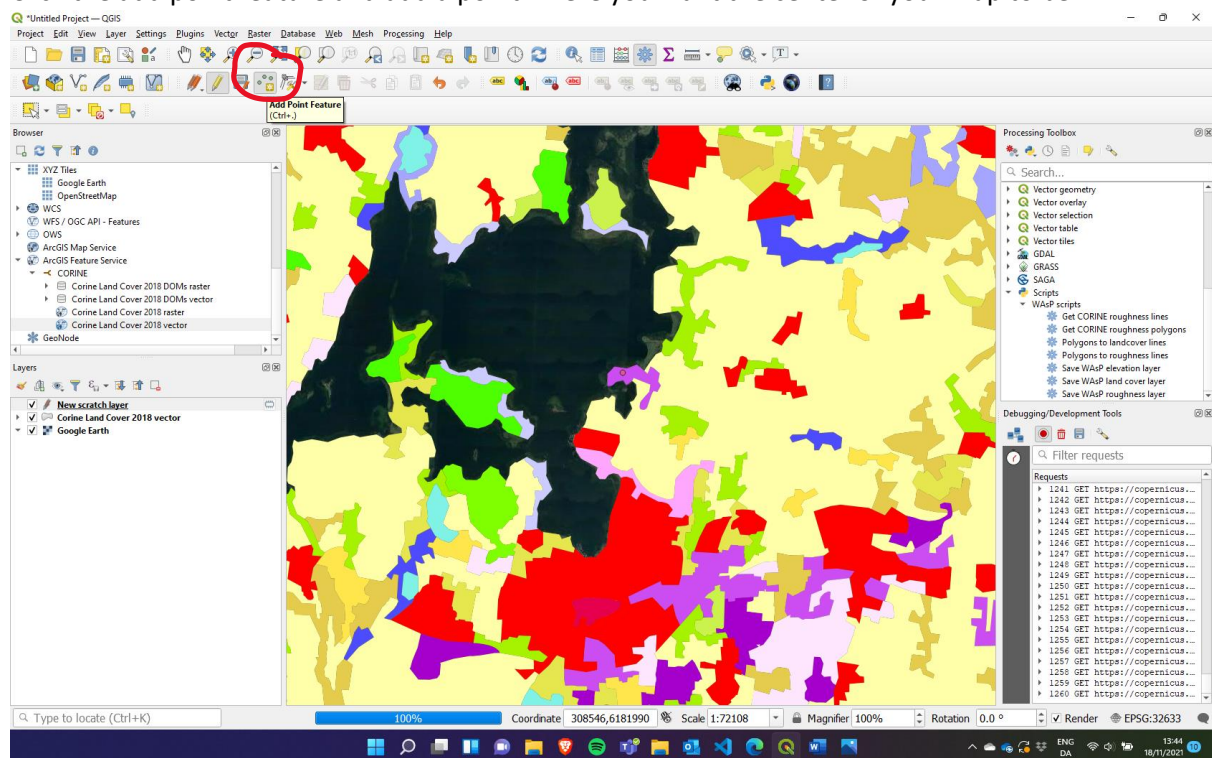 *Untitled Project — QGIS
Project Edit View Layer Settings Plugins Vector Raster Database Web Mesh Processing Help
Add Point Feature
(Ctrl+.)
Browser
XYZ Tiles
Google Earth
OpenStreetMap
WCS
WFS / OGC API - Features
OWS
ArcGIS Map Service
ArcGIS Feature Service
CORINE
Corine Land Cover 2018 DOMs raster
Corine Land Cover 2018 DOMs vector
Corine Land Cover 2018 raster
Corine Land Cover 2018 vector
GeoNode
Layers
New scratch layer
Corine Land Cover 2018 vector
Google Earth
Processing Toolbox
Search...
Vector geometry
Vector overlay
Vector selection
Vector table
Vector tiles
GDAL
GRASS
SAGA
Scripts
WAsP scripts
Get CORINE roughness lines
Get CORINE roughness polygons
Polygons to landcover lines
Polygons to roughness lines
Save WAsP elevation layer
Save WAsP land cover layer
Save WAsP roughness layer
Debugging/Development Tools
Filter requests
Requests
1241 GET https://copernicus....
1242 GET https://copernicus....
1243 GET https://copernicus....
1244 GET https://copernicus....
1245 GET https://copernicus....
1246 GET https://copernicus....
1247 GET https://copernicus....
1248 GET https://copernicus....
1249 GET https://copernicus....
1250 GET https://copernicus....
1251 GET https://copernicus....
1252 GET https://copernicus....
1253 GET https://copernicus....
1254 GET https://copernicus....
1255 GET https://copernicus....
1256 GET https://copernicus....
1257 GET https://copernicus....
1258 GET https://copernicus....
1259 GET https://copernicus....
1260 GET https://copernicus....
Type to locate (Ctrl+K) 100% Coordinate 308546,6181990 Scale 1:72108 Magnifier 100% Rotation 0.0 ° Render EPSG:32633
ENG 13:44
DA 18/11/2021 10